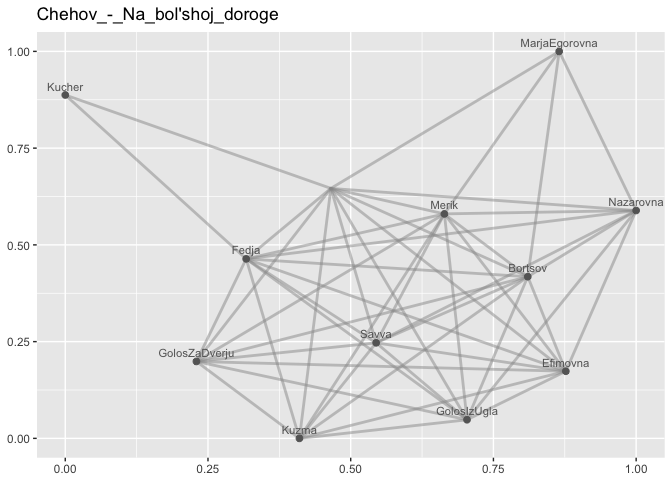 Chehov_-_Na_bol'shoj_doroge
MarjaEgorovna
1.00
Kucher
0.75
Nazarovna
Merik
0.50
Fedja
Bortsov
Savva
0.25
GolosZaDverju
Efimovna
GolosIzUgla
Kuzma
0.00
0.00 0.25 0.50 0.75 1.00